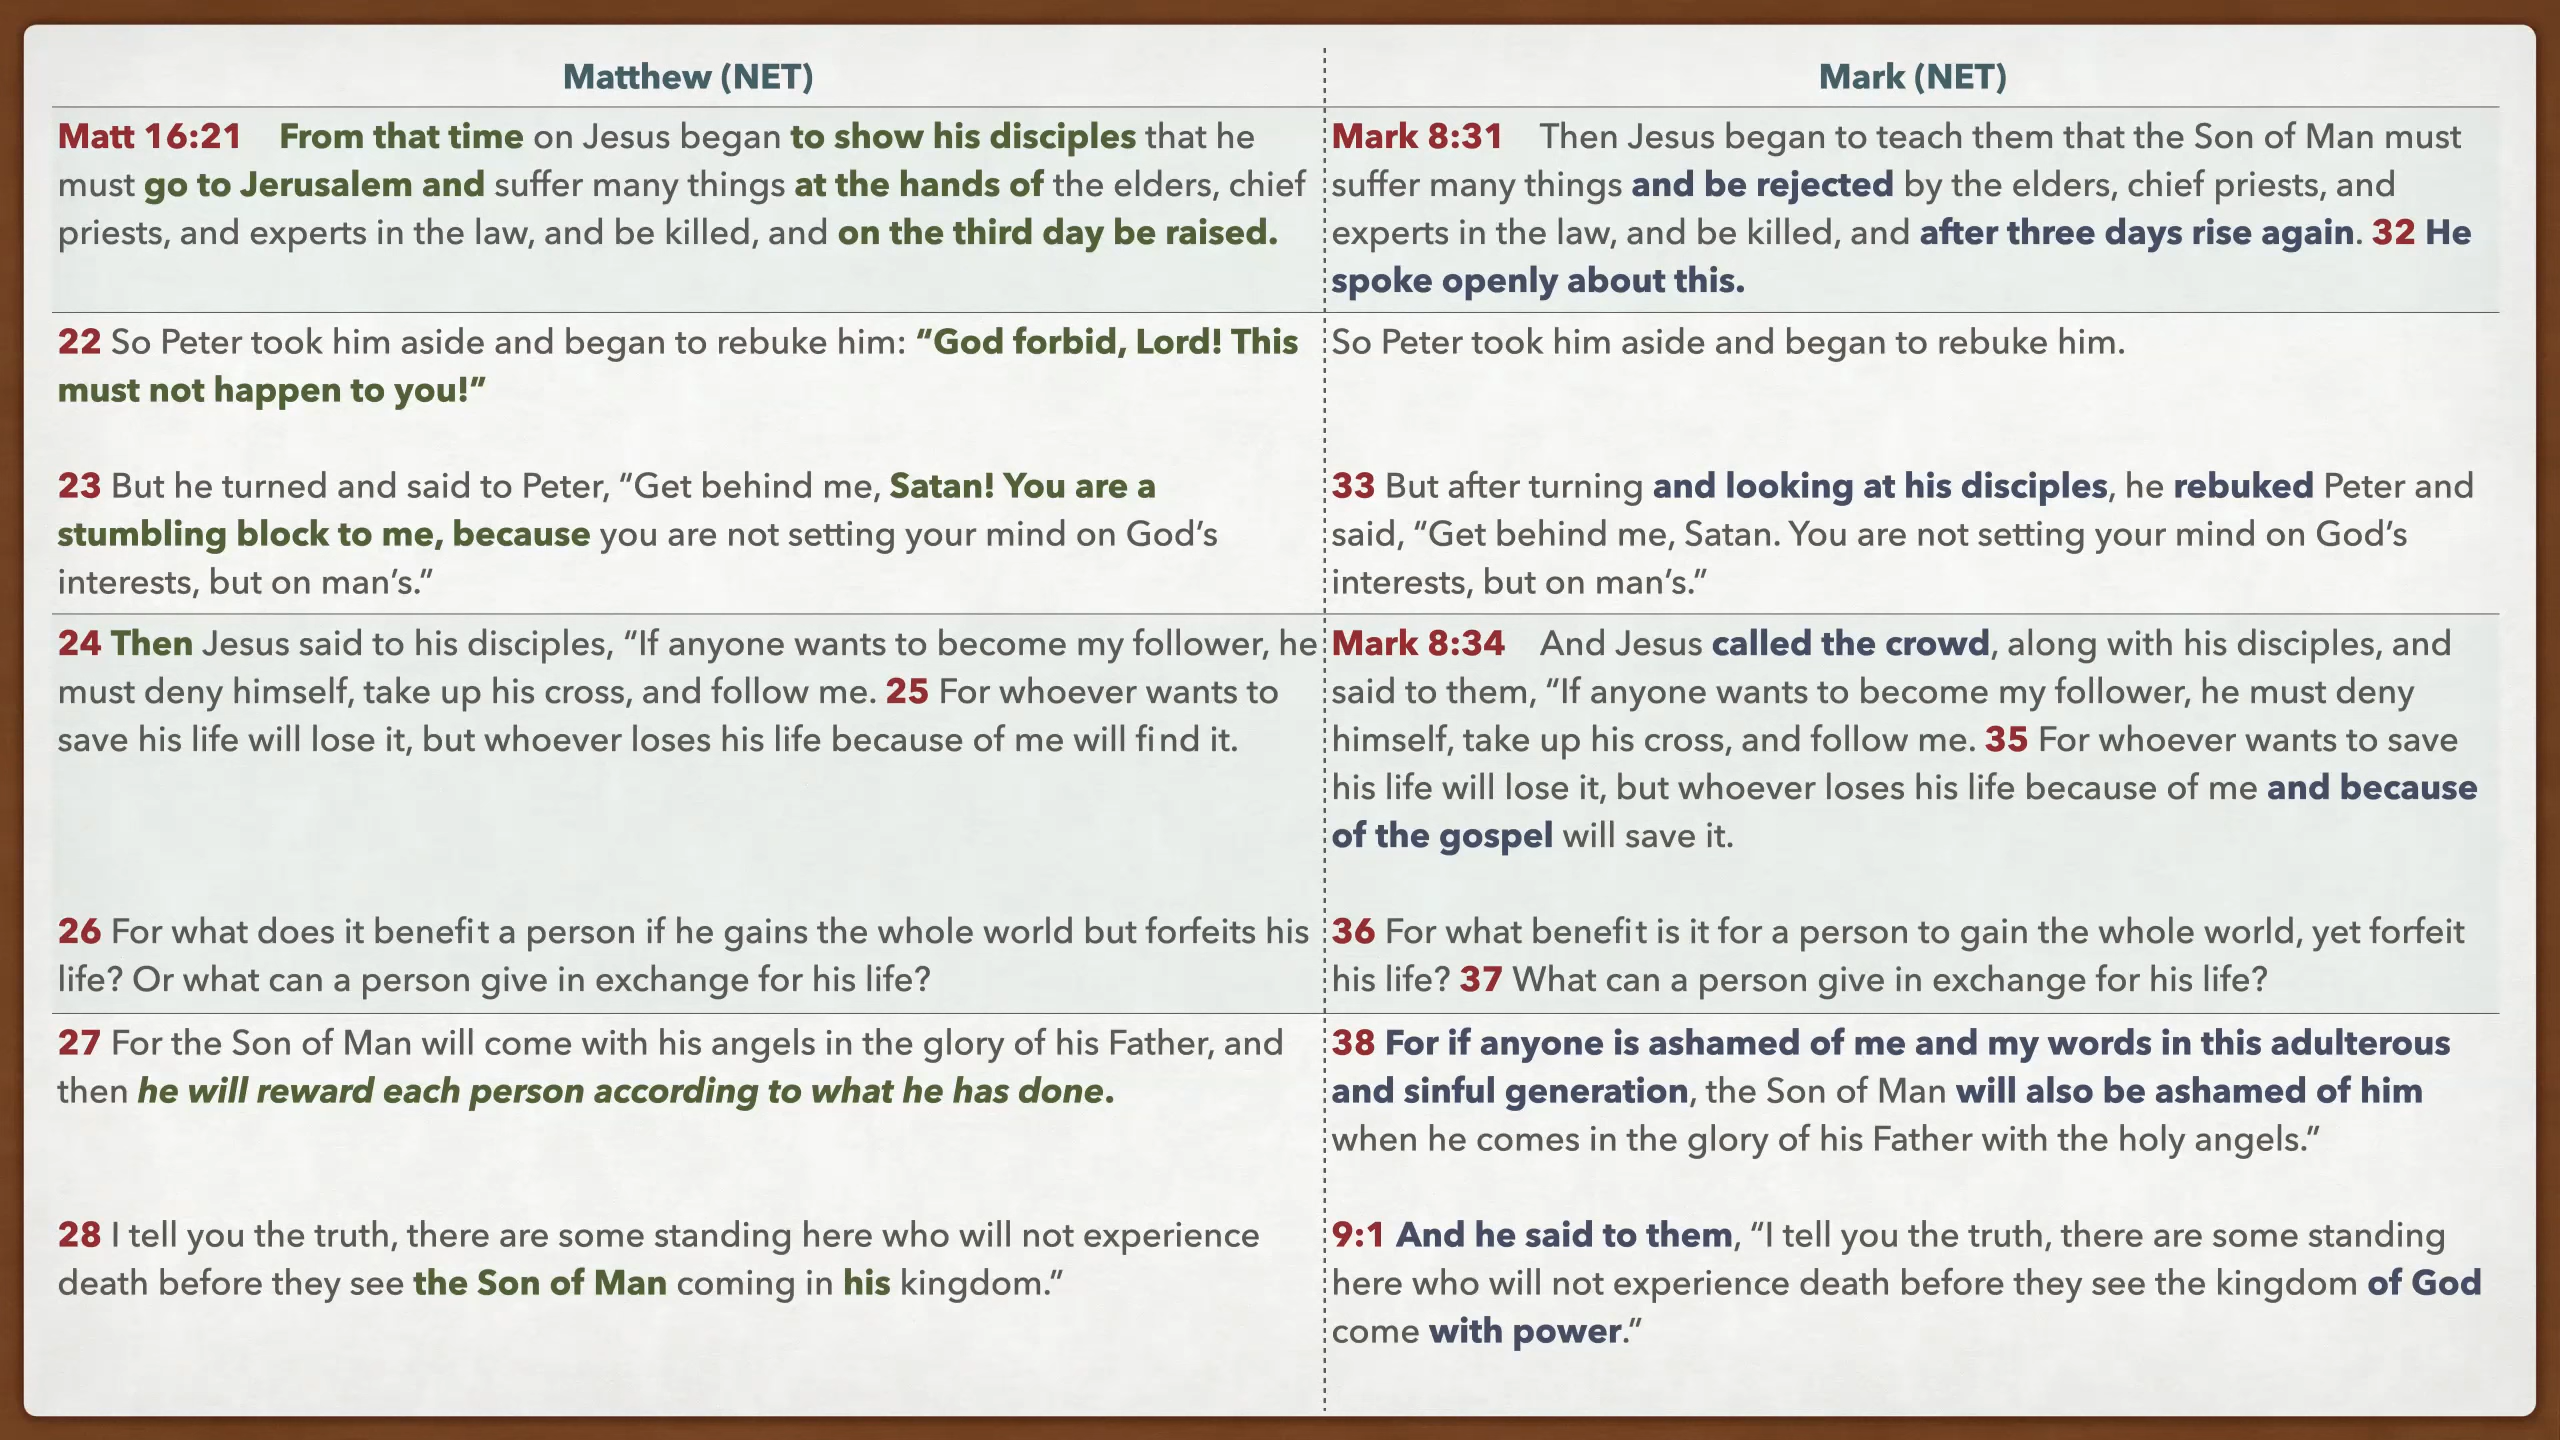 Matthew (NET)
Mark (NET)
Matt 16:21 From that time on Jesus began to show his disciples that he
must go to Jerusalem and suffer many things at the hands of the elders, chief
priests, and experts in the law, and be killed, and on the third day be raised.
Mark 8:31 Then Jesus began to teach them that the Son of Man must
suffer many things and be rejected by the elders, chief priests, and
experts in the law, and be killed, and after three days rise again. 32 He
spoke openly about this.
22 So Peter took him aside and began to rebuke him: “God forbid, Lord! This
must not happen to you!”
23 But he turned and said to Peter, “Get behind me, Satan! You are a
stumbling block to me, because you are not setting your mind on God’s
interests, but on man’s.”
So Peter took him aside and began to rebuke him.
33 But after turning and looking at his disciples, he rebuked Peter and
said, “Get behind me, Satan. You are not setting your mind on God’s
interests, but on man’s.”
24 Then Jesus said to his disciples, “If anyone wants to become my follower, he
must deny himself, take up his cross, and follow me. 25 For whoever wants to
save his life will lose it, but whoever loses his life because of me will find it.
26 For what does it benefit a person if he gains the whole world but forfeits his
life? Or what can a person give in exchange for his life?
Mark 8:34 And Jesus called the crowd, along with his disciples, and
said to them, “If anyone wants to become my follower, he must deny
himself, take up his cross, and follow me. 35 For whoever wants to save
his life will lose it, but whoever loses his life because of me and because
of the gospel will save it.
36 For what benefit is it for a person to gain the whole world, yet forfeit
his life? 37 What can a person give in exchange for his life?
27 For the Son of Man will come with his angels in the glory of his Father, and
then he will reward each person according to what he has done.
28 I tell you the truth, there are some standing here who will not experience
death before they see the Son of Man coming in his kingdom.”
38 For if anyone is ashamed of me and my words in this adulterous
and sinful generation, the Son of Man will also be ashamed of him
when he comes in the glory of his Father with the holy angels.”
9:1 And he said to them, “I tell you the truth, there are some standing
here who will not experience death before they see the kingdom of God
come with power.”